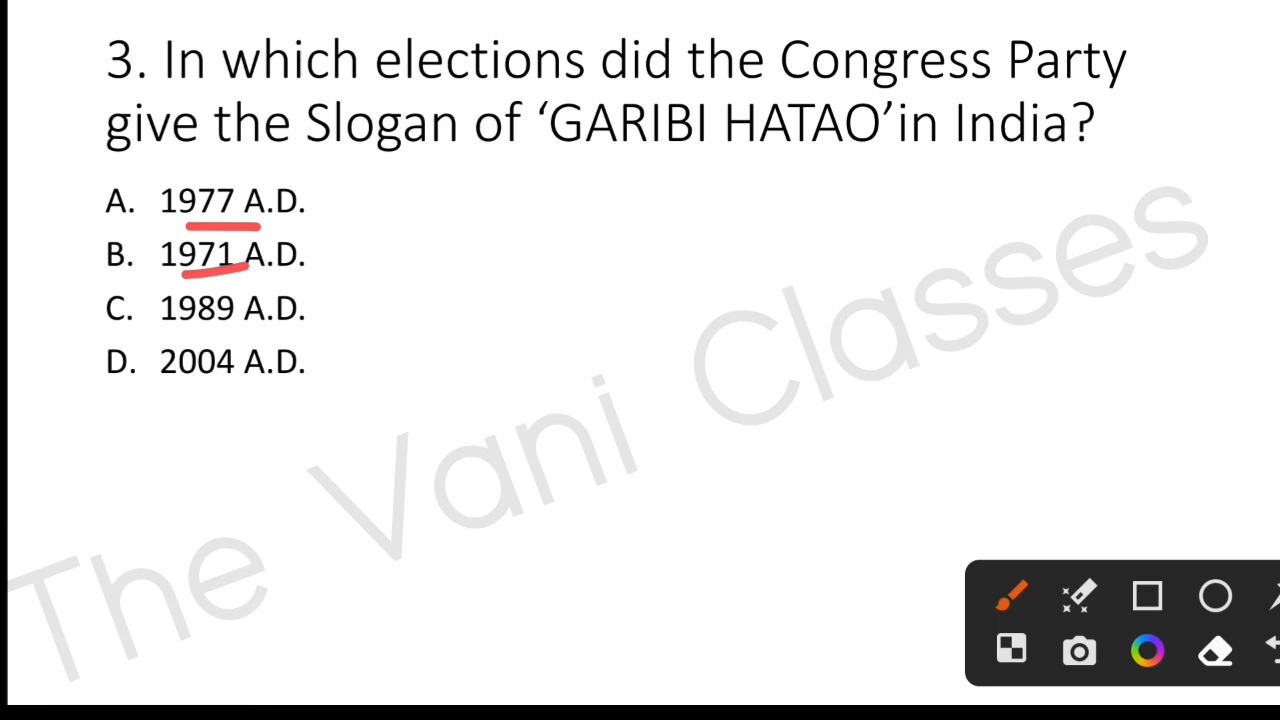 3. In which elections did the Congress Party
give the Slogan of ‘GARIBI HATAO’in India?
A. 1977 A.D.
B. 1971 A.D.
C. 1989 A.D.
D. 2004 A.D.
The Vani Classes